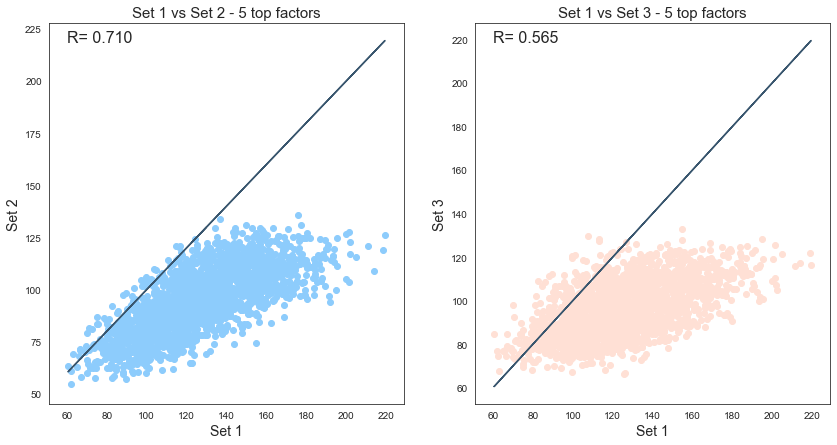 Set 1 vs Set 2 - 5 top factors
R= 0.710
225
200
175
150
125
100
75
50
Set 2
60 80 100 120 140 160 180 200 220
Set 1
Set 1 vs Set 3 - 5 top factors
R= 0.565
220
200
180
160
140
120
100
80
60
Set 3
60 80 100 120 140 160 180 200 220
Set 1